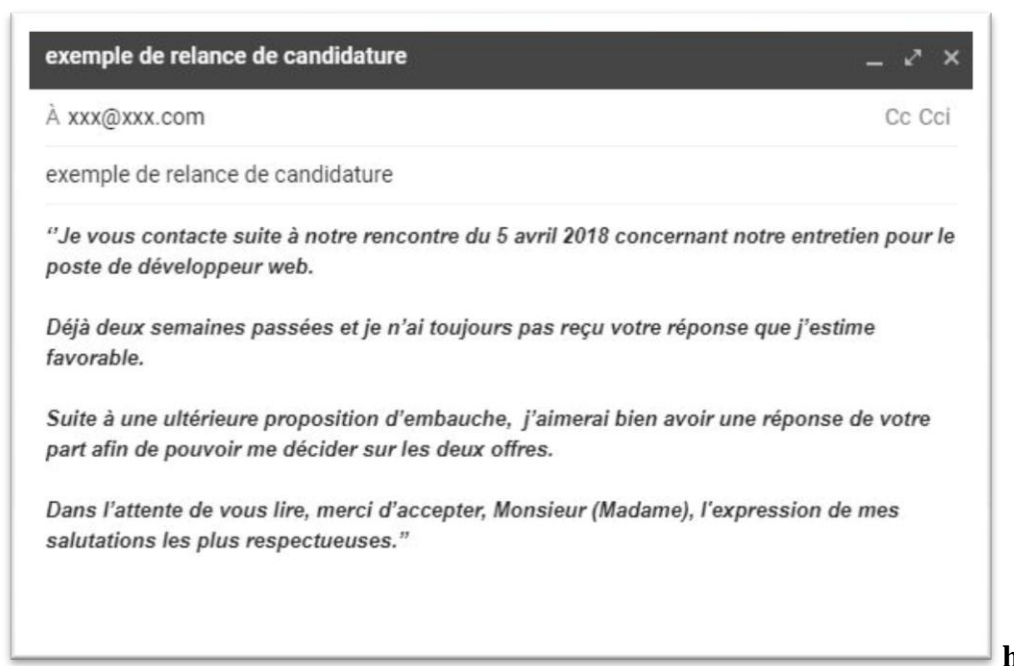 exemple de relance de candidature
À xxx@xxx.com Cc Cci
exemple de relance de candidature
‘’Je vous contacte suite à notre rencontre du 5 avril 2018 concernant notre entretien pour le
poste de développeur web.
Déjà deux semaines passées et je n’ai toujours pas reçu votre réponse que j’estime
favorable.
Suite à une ultérieure proposition d’embauche, j’aimerai bien avoir une réponse de votre
part afin de pouvoir me décider sur les deux offres.
Dans l’attente de vous lire, merci d’accepter, Monsieur (Madame), l’expression de mes
salutations les plus respectueuses.”